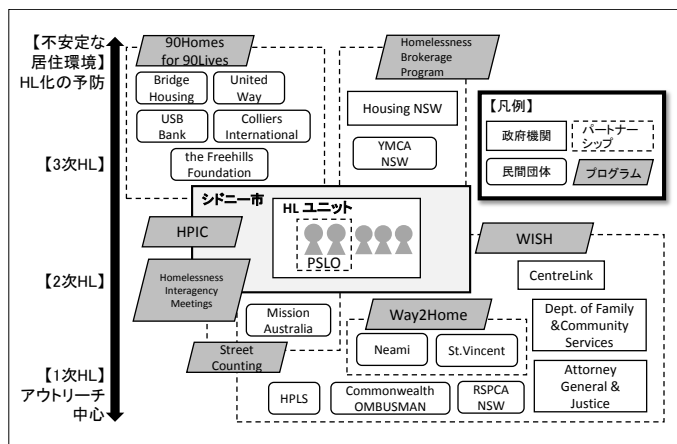 【不安定な
居住環境】
HL化の予防
【3次HL】
【2次HL】
【1次HL】
アウトリーチ
中心
90Homes
for 90Lives
Bridge
Housing
United
Way
USB
Bank
Colliers
International
the Freehills
Foundation
Homelessness
Brokerage
Program
Housing NSW
YMCA
NSW
【凡例】
政府機関
パートナー
シップ
民間団体
プログラム
シドニー市
HL ユニット
PSLO
HPIC
Homelessness
Interagency
Meetings
Street
Counting
Mission
Australia
Way2Home
Neami
St.Vincent
WISH
CentreLink
Dept. of Family
&Community
Services
Attorney
General &
Justice
HPLS
Commonwealth
OMBUSMAN
RSPCA
NSW